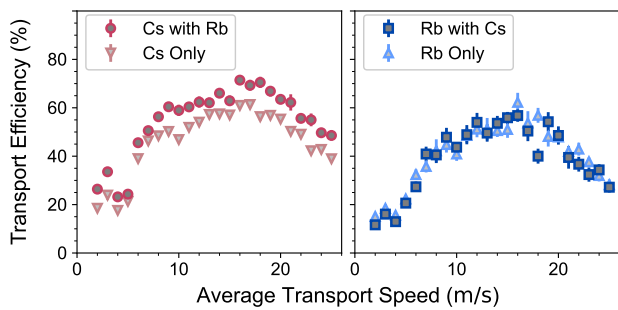 Transport Efficiency (%)
80
60
40
20
0
Cs with Rb
Cs Only
Rb with Cs
Rb Only
0 10 20 0 10 20
Average Transport Speed (m/s)